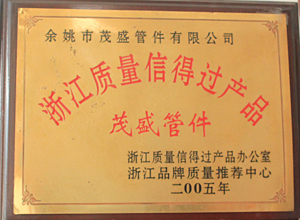 余姚市茂盛管件有限公司
浙江质量信得过产品
茂盛管件
浙江质量信得过产品办公室
浙江品牌质量推荐中心
二00五年